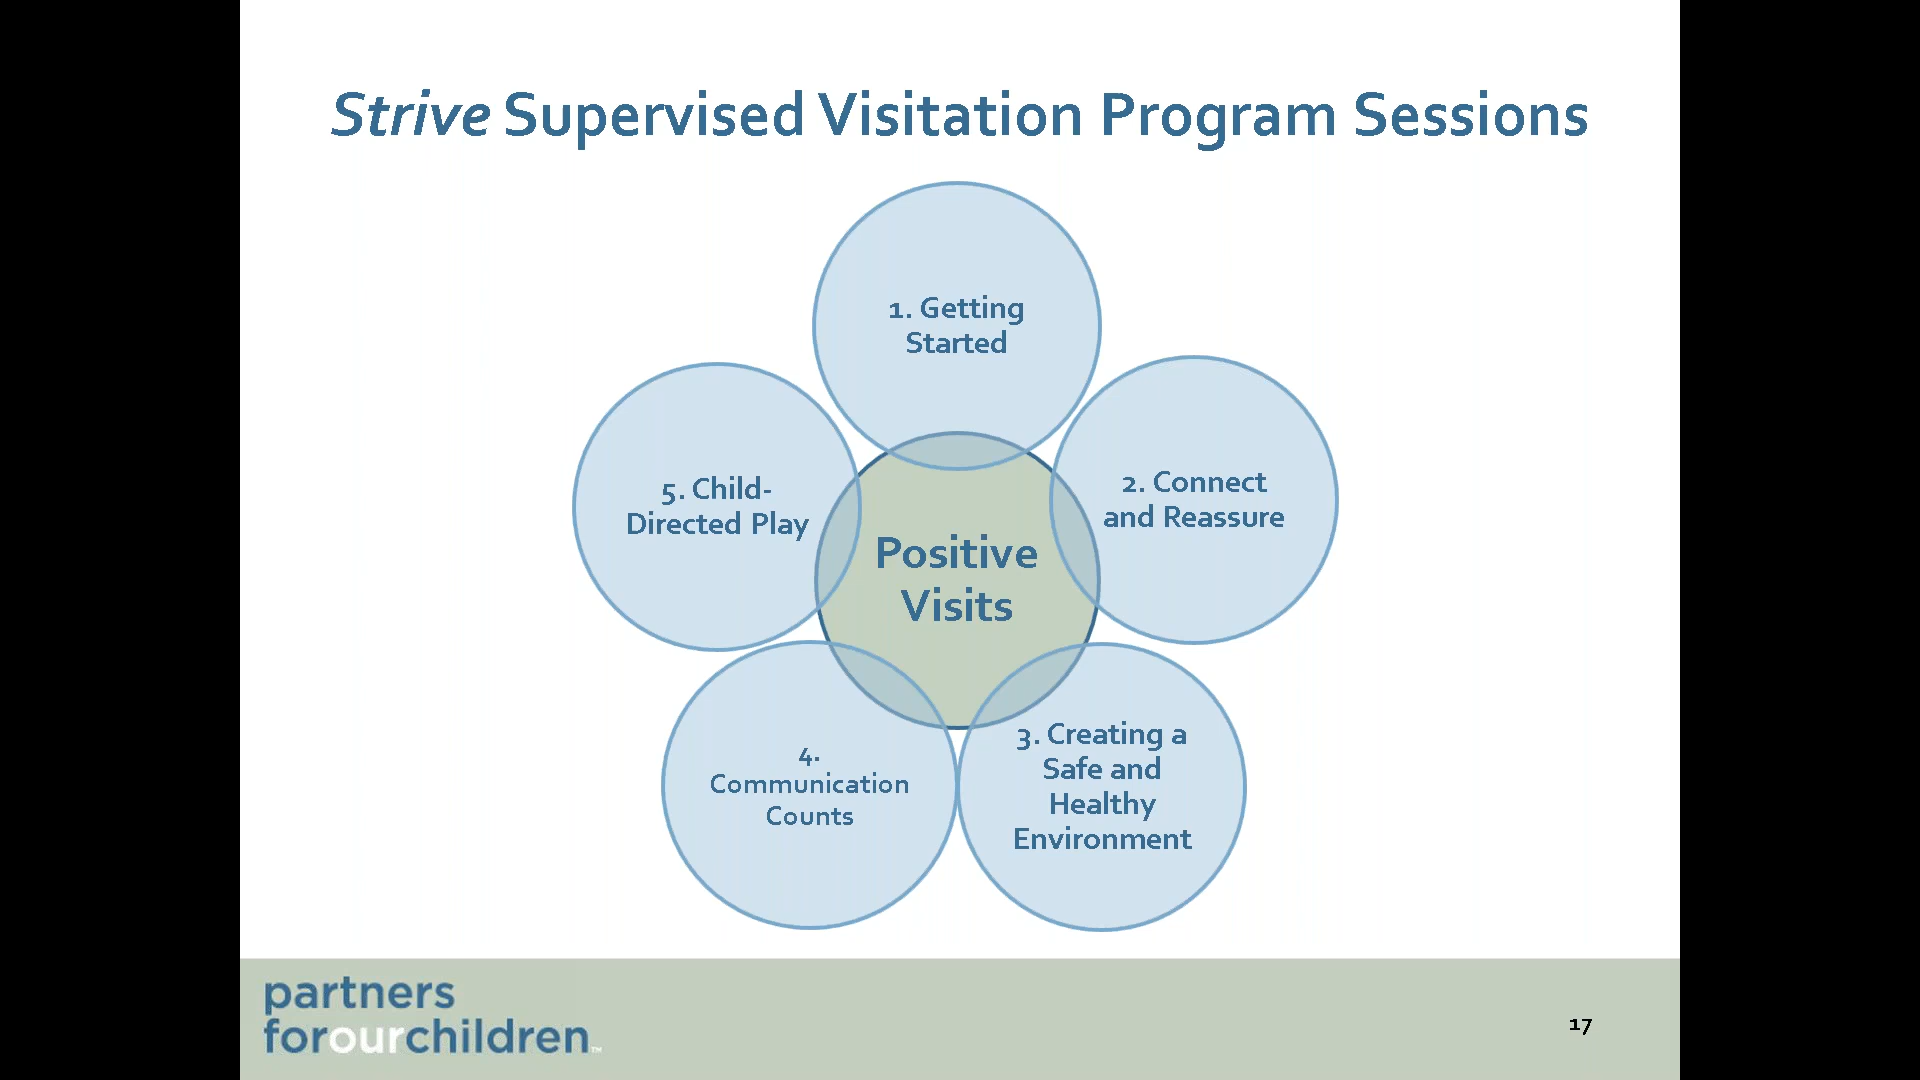 Strive Supervised Visitation Program Sessions
1. Getting
Started
2. Connect
and Reassure
3. Creating a
Safe and
Healthy
Environment
4.
Communication
Counts
5. Child-
Directed Play
Positive
Visits
partners
forourchildren™
17